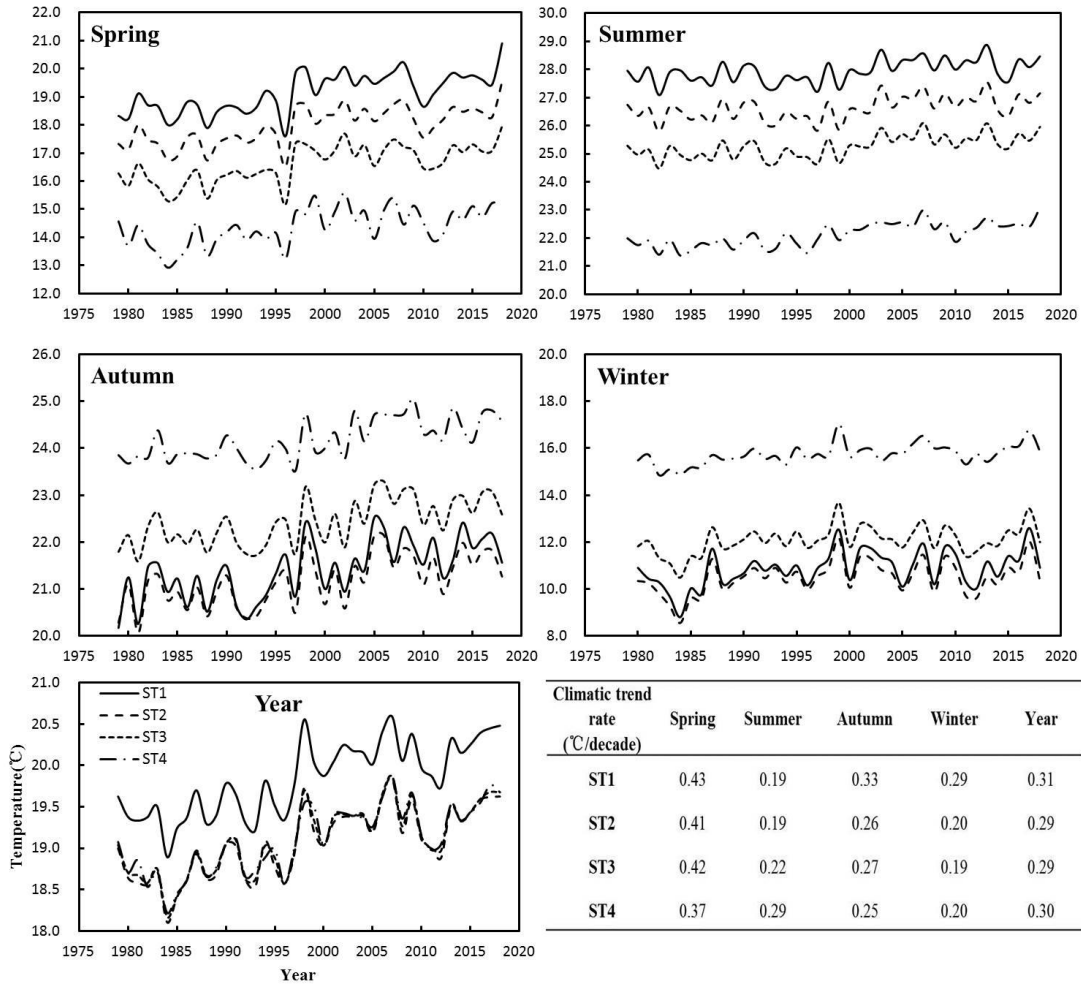 Spring
22.0
21.0
20.0
19.0
18.0
17.0
16.0
15.0
14.0
13.0
12.0
1975 1980 1985 1990 1995 2000 2005 2010 2015 2020
Summer
30.0
29.0
28.0
27.0
26.0
25.0
24.0
23.0
22.0
21.0
20.0
1975 1980 1985 1990 1995 2000 2005 2010 2015 2020
Autumn
26.0
25.0
24.0
23.0
22.0
21.0
20.0
1975 1980 1985 1990 1995 2000 2005 2010 2015 2020
Winter
20.0
18.0
16.0
14.0
12.0
10.0
8.0
1975 1980 1985 1990 1995 2000 2005 2010 2015 2020
Year
ST1
ST2
ST3
ST4
Temperature(℃)
21.0
20.5
20.0
19.5
19.0
18.5
18.0
1975 1980 1985 1990 1995 2000 2005 2010 2015 2020
Year
Climatic trend
rate Spring Summer Autumn Winter Year
(℃/decade)
ST1 0.43 0.19 0.33 0.29 0.31
ST2 0.41 0.19 0.26 0.20 0.29
ST3 0.42 0.22 0.27 0.19 0.29
ST4 0.37 0.29 0.25 0.20 0.30